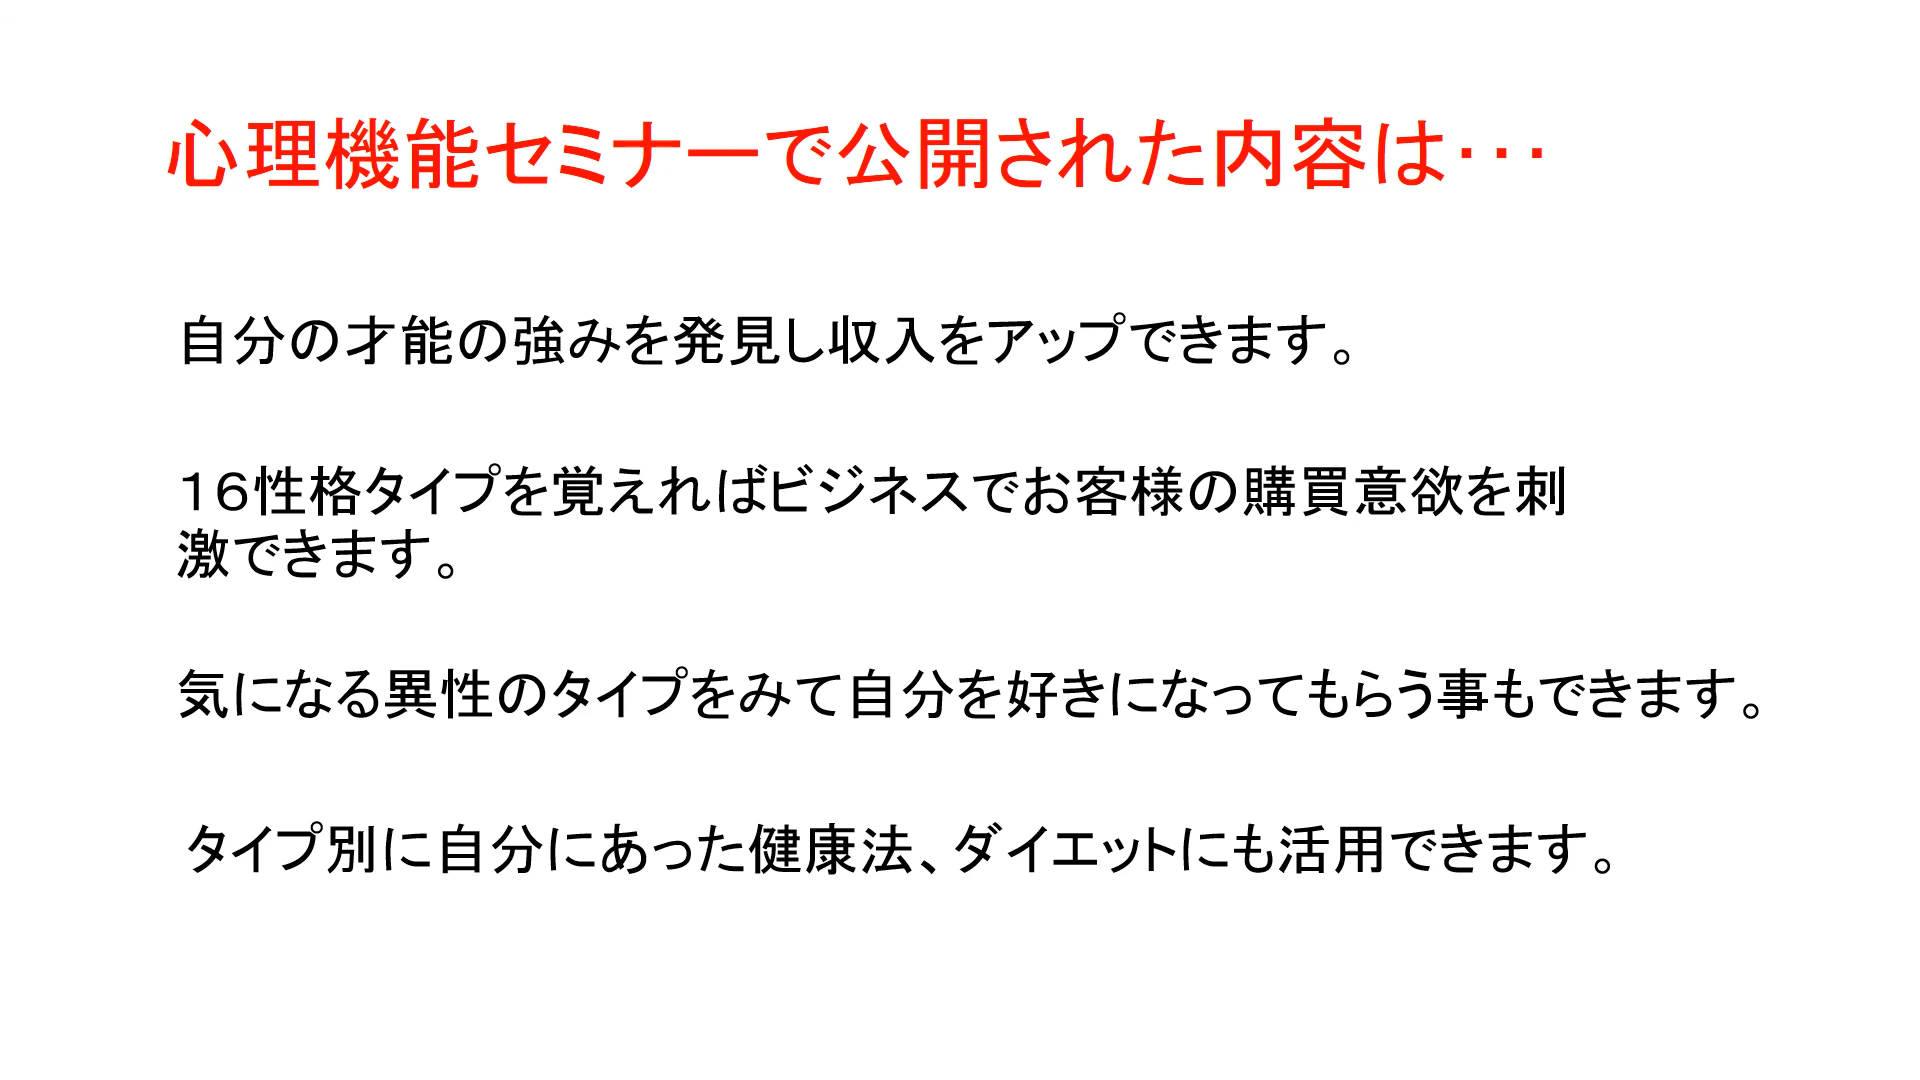 心理機能セミナーで公開された内容は･･･
自分の才能の強みを発見し収入をアップできます。
１６性格タイプを覚えればビジネスでお客様の購買意欲を刺
激できます。
気になる異性のタイプをみて自分を好きになってもらう事もできます。
タイプ別に自分にあった健康法、ダイエットにも活用できます。